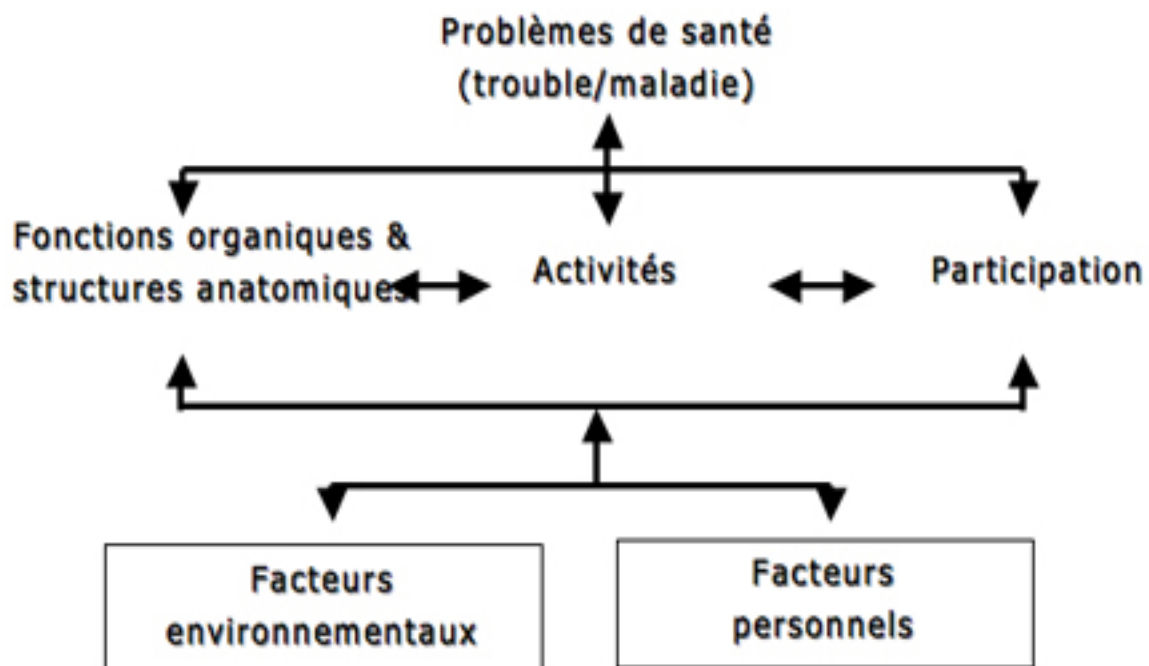 Problèmes de santé
(trouble/maladie)
Fonctions organiques &
structures anatomiques
Activités
Participation
Facteurs
environnementaux
Facteurs
personnels